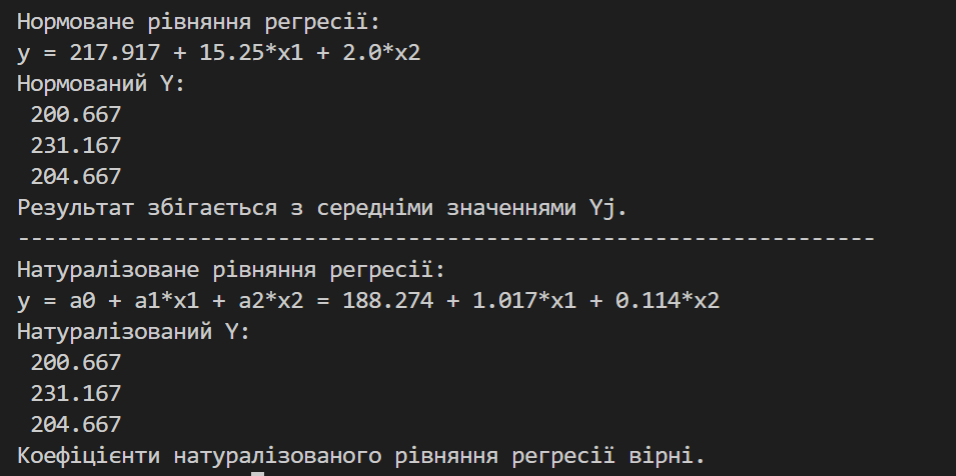 Нормоване рівняння регресії:
y = 217.917 + 15.25*x1 + 2.0*x2
Нормований Y:
200.667
231.167
204.667
Результат збігається з середніми значеннями Yj.
------------------------------------------------------------------
Натуралізоване рівняння регресії:
y = a0 + a1*x1 + a2*x2 = 188.274 + 1.017*x1 + 0.114*x2
Натуралізований Y:
200.667
231.167
204.667
Коефіцієнти натуралізованого рівняння регресії вірні.